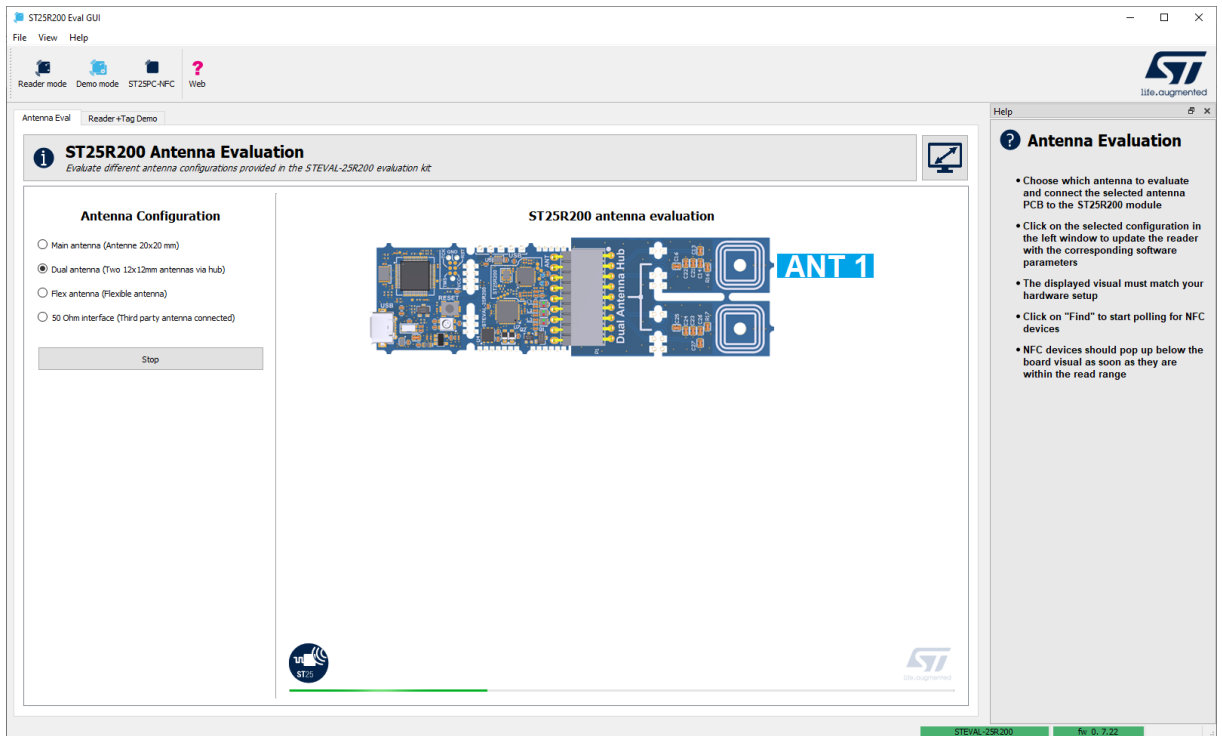 ST25R200 Eval GUI
File View Help
Reader mode Demo mode ST25PC-NFC Web
life.augmented
Antenna Eval Reader+Tag Demo
ST25R200 Antenna Evaluation
Evaluate different antenna configurations provided in the STEVAL-25R200 evaluation kit
Antenna Configuration
Main antenna (Antenne 20x20 mm)
Dual antenna (Two 12x12mm antennas via hub)
Flex antenna (Flexible antenna)
50 Ohm interface (Third party antenna connected)
Stop
ST25R200 antenna evaluation
USB
RESET
Dual Antenna Hub
ANT 1
ST25
life.augmented
Help
Antenna Evaluation
• Choose which antenna to evaluate
and connect the selected antenna
PCB to the ST25R200 module
• Click on the selected configuration in
the left window to update the reader
with the corresponding software
parameters
• The displayed visual must match your
hardware setup
• Click on "Find" to start polling for NFC
devices
• NFC devices should pop up below the
board visual as soon as they are
within the read range
STEVAL-25R200 fw 0. 7.22